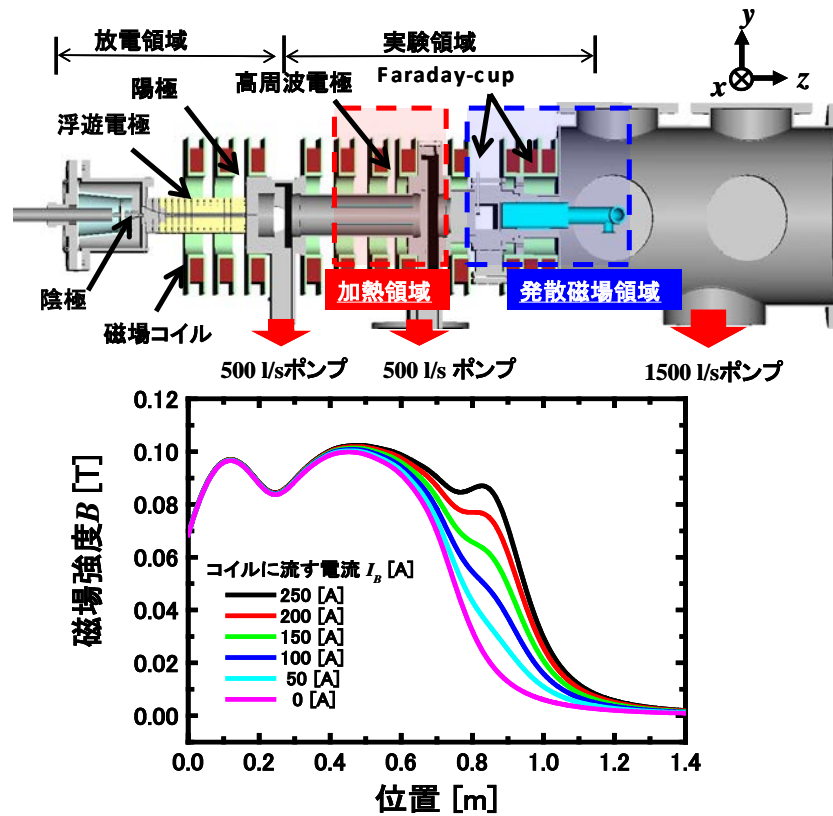 放電領域
実験領域
陽極
高周波電極
Faraday-cup
浮遊電極
陰極
磁場コイル
加熱領域
発散磁場領域
y
x
z
500 l/sポンプ
500 l/s ポンプ
1500 l/sポンプ
磁場強度B [T]
0.12
0.10
0.08
0.06
0.04
0.02
0.00
コイルに流す電流 I_B [A]
250 [A]
200 [A]
150 [A]
100 [A]
50 [A]
0 [A]
0.0 0.2 0.4 0.6 0.8 1.0 1.2 1.4
位置 [m]